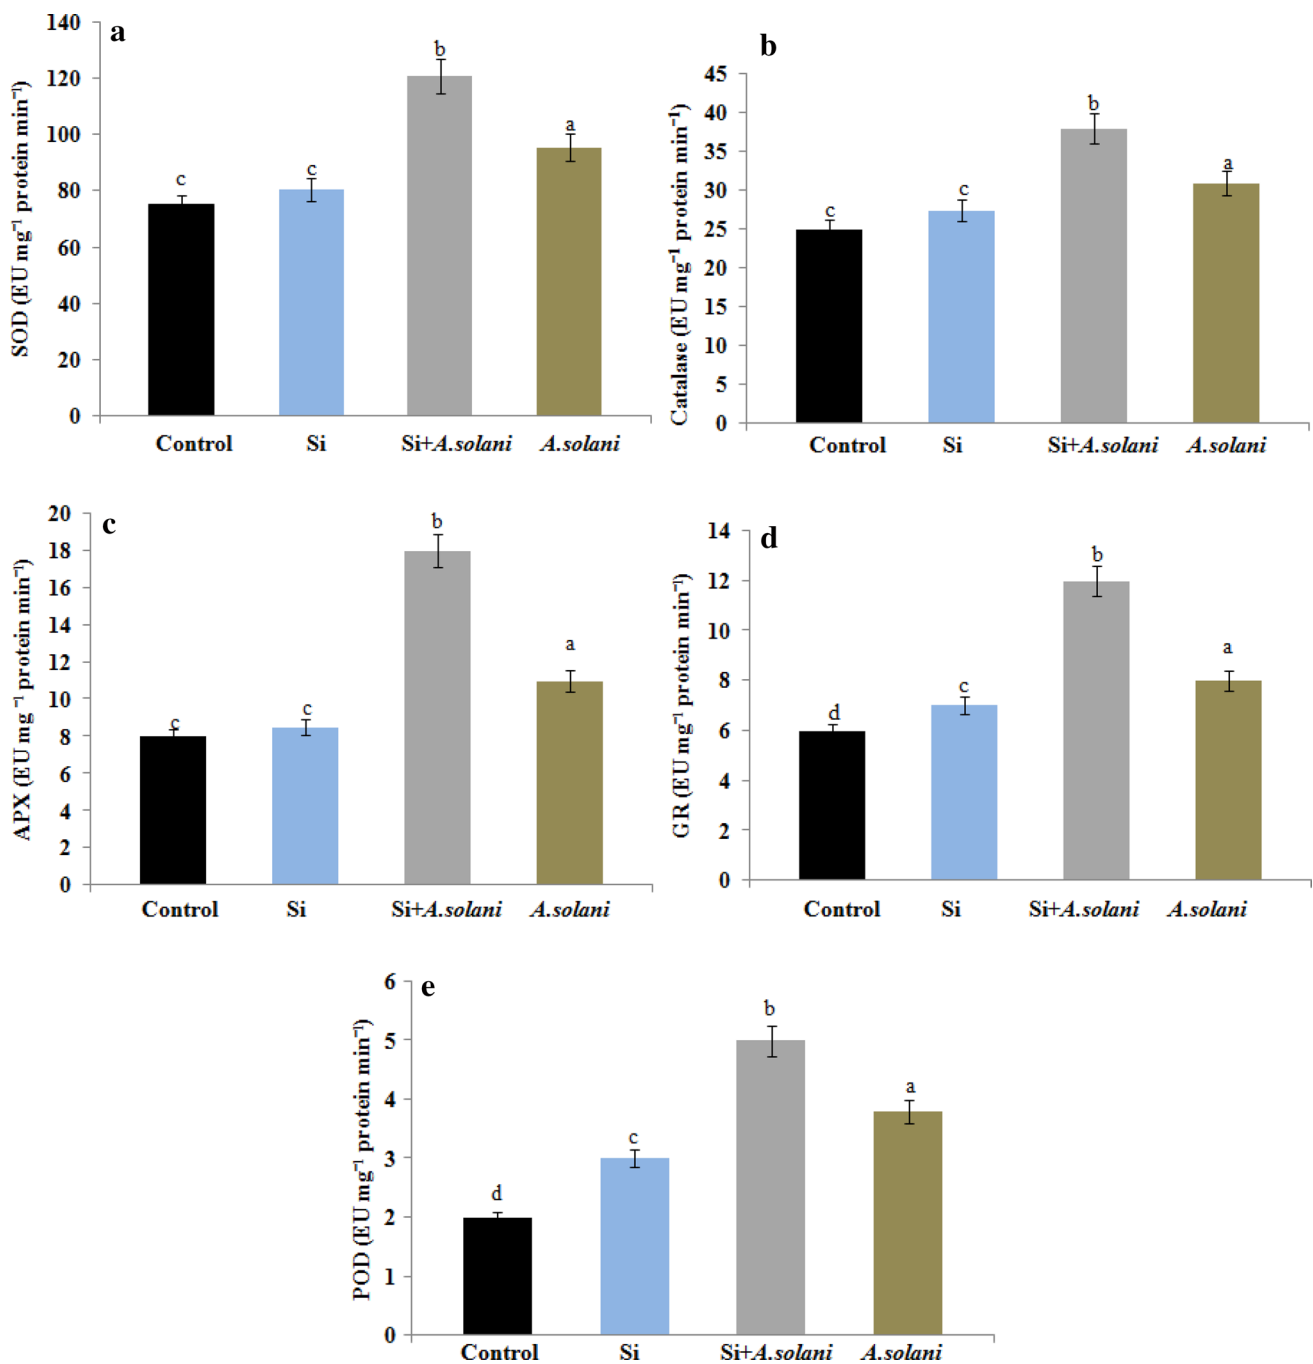 a
SOD (EU mg⁻¹ protein min⁻¹)
140
120
100
80
60
40
20
0
c
c
b
a
Control Si Si+A.solani A.solani
b
Catalase (EU mg⁻¹ protein min⁻¹)
45
40
35
30
25
20
15
10
5
0
c
c
b
a
Control Si Si+A.solani A.solani
c
APX (EU mg⁻¹ protein min⁻¹)
20
18
16
14
12
10
8
6
4
2
0
c
c
b
a
Control Si Si+A.solani A.solani
d
GR (EU mg⁻¹ protein min⁻¹)
14
12
10
8
6
4
2
0
d
c
b
a
Control Si Si+A.solani A.solani
e
POD (EU mg⁻¹ protein min⁻¹)
6
5
4
3
2
1
0
d
c
b
a
Control Si Si+A.solani A.solani